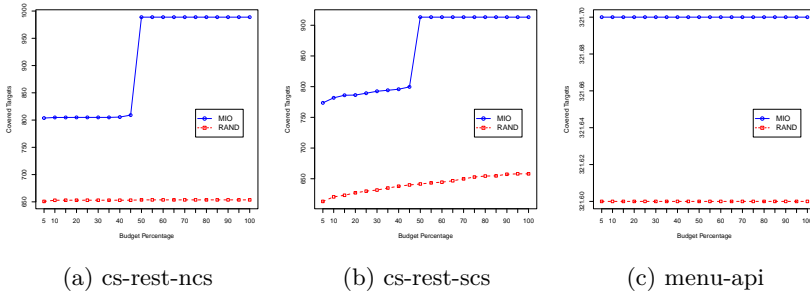 Covered Targets
650 700 750 800 850 900 950 1000
5 10 20 30 40 50 60 70 80 90 100
Budget Percentage
MIO
RAND
(a) cs-rest-ncs
Covered Targets
650 700 750 800 850 900
5 10 20 30 40 50 60 70 80 90 100
Budget Percentage
MIO
RAND
(b) cs-rest-scs
Covered Targets
321.60 321.62 321.64 321.66 321.68 321.70
5 10 20 30 40 50 60 70 80 90 100
Budget Percentage
MIO
RAND
(c) menu-api